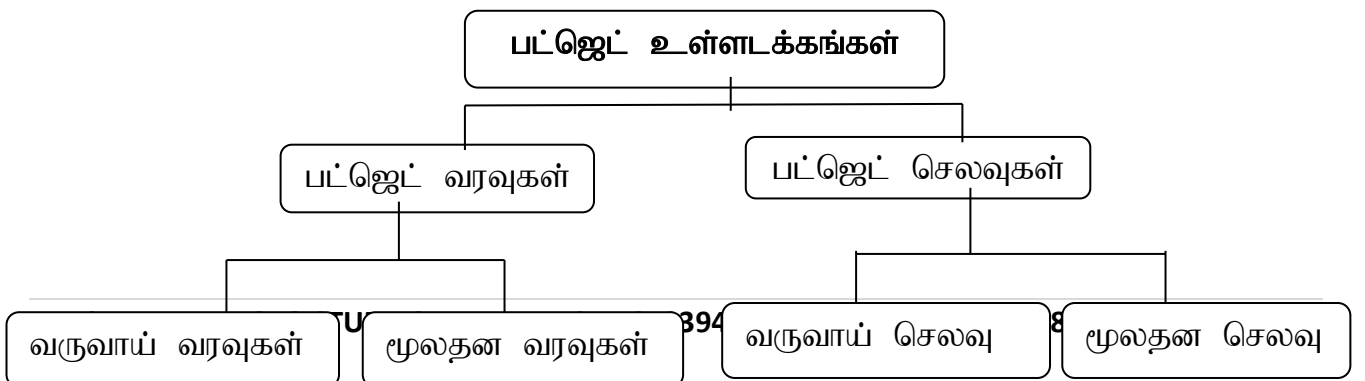 பட்ஜெட் உள்ளடக்கங்கள்
பட்ஜெட் வரவுகள்
பட்ஜெட் செலவுகள்
வருவாய் வரவுகள்
மூலதன வரவுகள்
வருவாய் செலவு
மூலதன செலவு